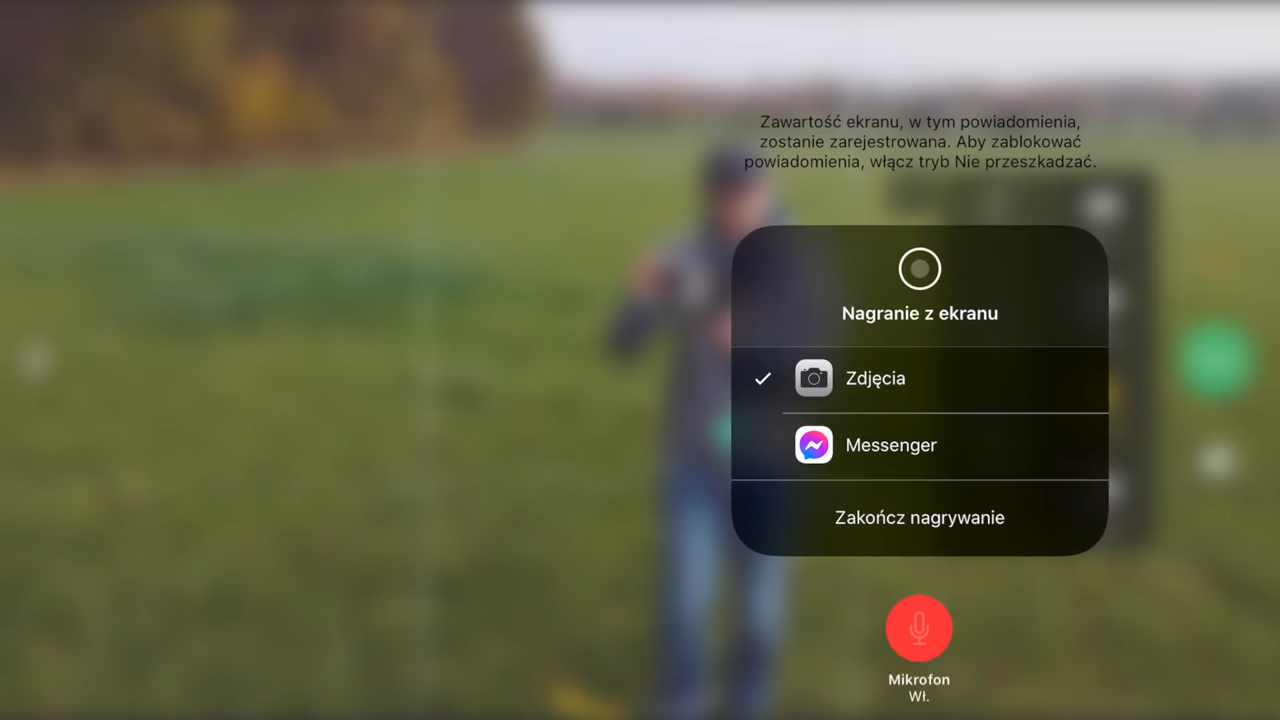 Zawartość ekranu, w tym powiadomienia,
zostanie zarejestrowana. Aby zablokować
powiadomienia, włącz tryb Nie przeszkadzać.
Nagranie z ekranu
Zdjęcia
Messenger
Zakończ nagrywanie
Mikrofon
Wł.